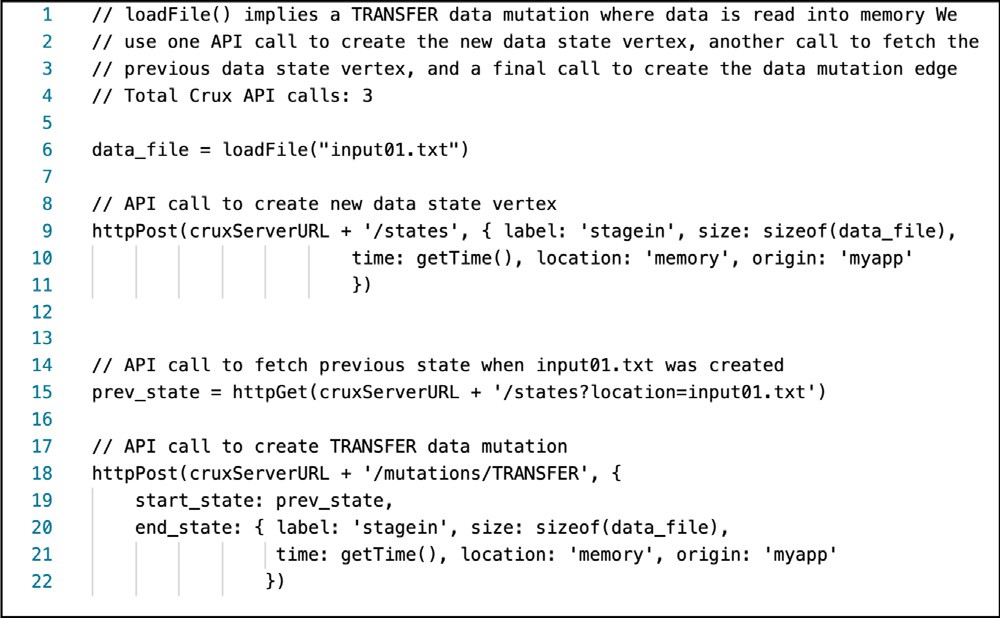 1 // loadFile() implies a TRANSFER data mutation where data is read into memory We
2 // use one API call to create the new data state vertex, another call to fetch the
3 // previous data state vertex, and a final call to create the data mutation edge
4 // Total Crux API calls: 3
5
6 data_file = loadFile("input01.txt")
7
8 // API call to create new data state vertex
9 httpPost(cruxServerURL + '/states', { label: 'stagein', size: sizeof(data_file),
10 time: getTime(), location: 'memory', origin: 'myapp'
11 })
12
13
14 // API call to fetch previous state when input01.txt was created
15 prev_state = httpGet(cruxServerURL + '/states?location=input01.txt')
16
17 // API call to create TRANSFER data mutation
18 httpPost(cruxServerURL + '/mutations/TRANSFER', {
19 start_state: prev_state,
20 end_state: { label: 'stagein', size: sizeof(data_file),
21 time: getTime(), location: 'memory', origin: 'myapp'
22 })